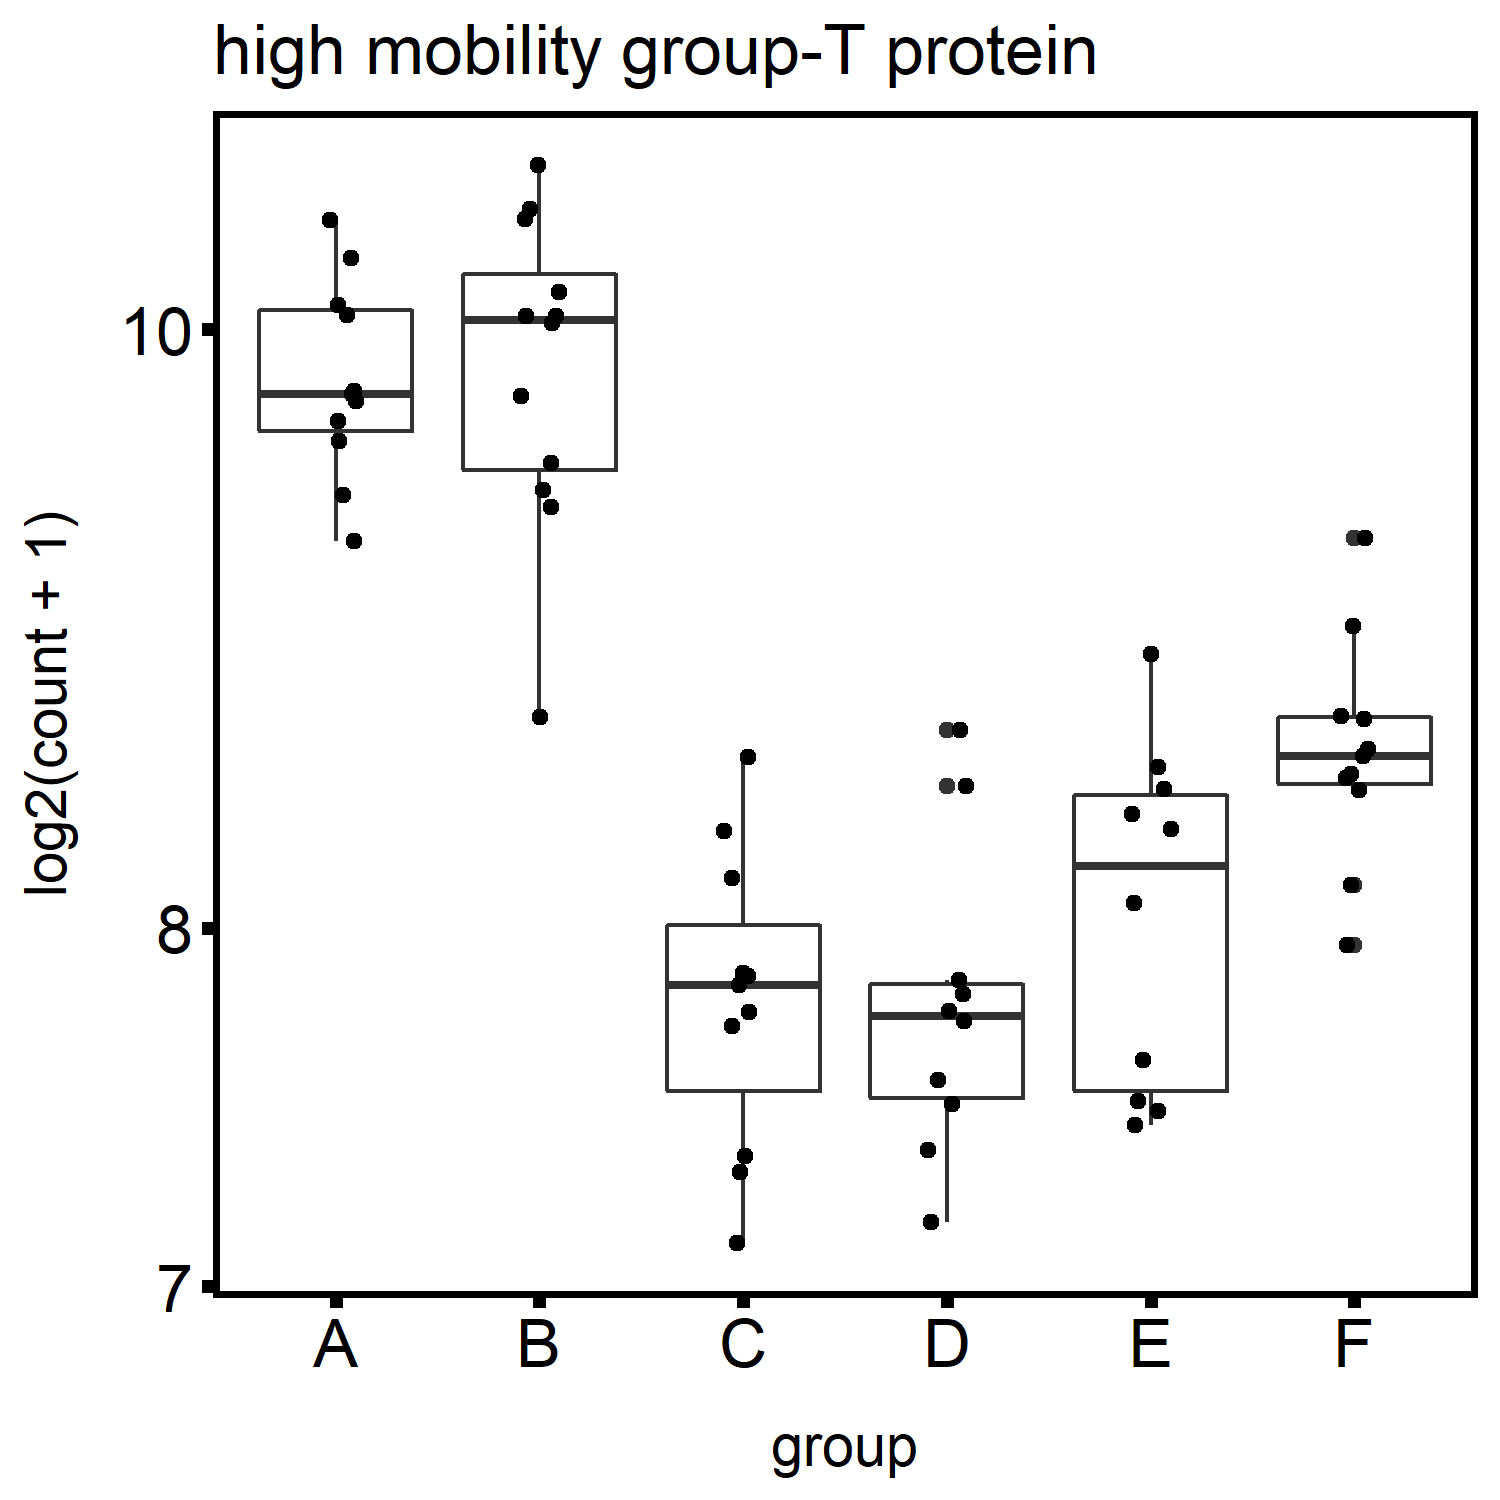 high mobility group-T protein
log2(count + 1)
10
8
7
A B C D E F
group